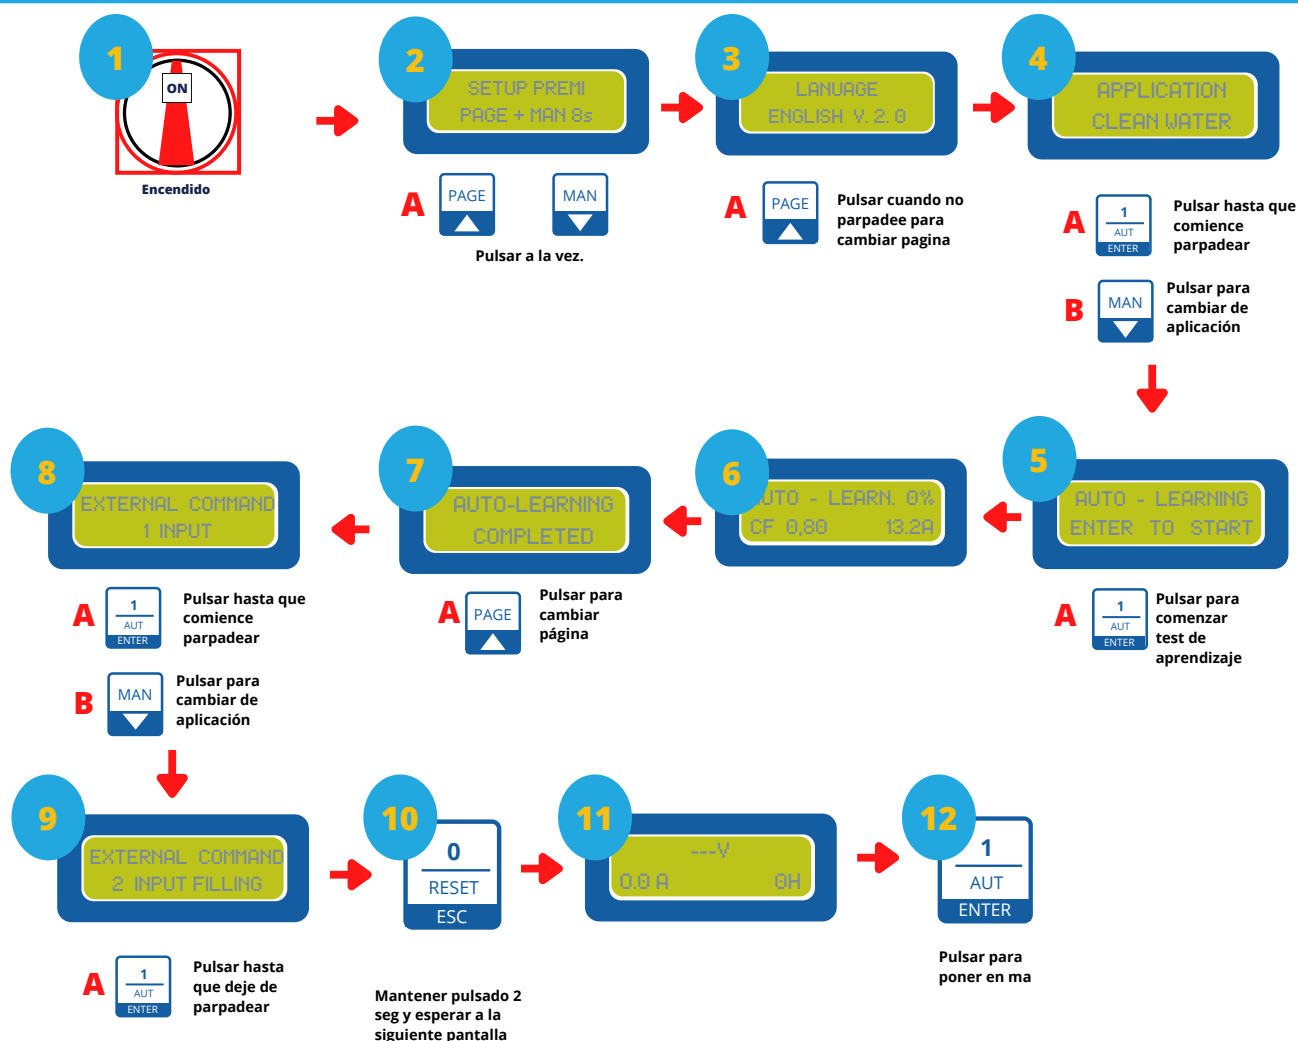 1
ON
Encendido
2
SETUP PREMI
PAGE + MAN 8s
A
PAGE
MAN
Pulsar a la vez.
3
LANUAGE
ENGLISH V. 2. 0
A
PAGE
Pulsar cuando no
parpadee para
cambiar pagina
4
APPLICATION
CLEAN WATER
A
1
AUT
ENTER
Pulsar hasta que
comience
parpadear
B
MAN
Pulsar para
cambiar de
aplicación
5
AUTO - LEARNING
ENTER TO START
A
1
AUT
ENTER
Pulsar para
comenzar
test de
aprendizaje
6
AUTO - LEARN. 0%
CF 0,80 13.2A
7
AUTO-LEARNING
COMPLETED
A
PAGE
Pulsar para
cambiar
página
8
EXTERNAL COMMAND
1 INPUT
A
1
AUT
ENTER
Pulsar hasta que
comience
parpadear
B
MAN
Pulsar para
cambiar de
aplicación
9
EXTERNAL COMMAND
2 INPUT FILLING
A
1
AUT
ENTER
Pulsar hasta
que deje de
parpadear
10
0
RESET
ESC
Mantener pulsado 2
seg y esperar a la
siguiente pantalla
11
---V
0.0 A 0H
12
1
AUT
ENTER
Pulsar para
poner en ma